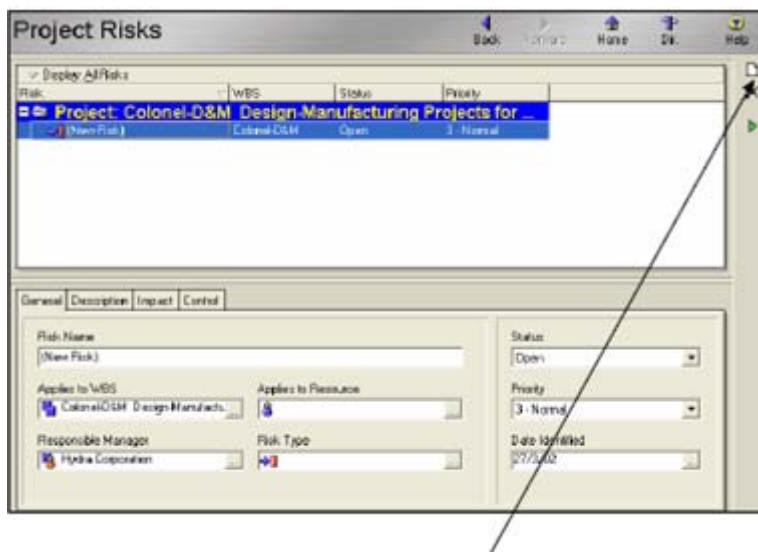 Project Risks
Back Forward Home Dir. Help
Display All Risks
Risk WBS Status Priority
Project: Colonel-D&M Design-Manufacturing Projects for ...
(New Risk) Colonel-D&M Open 3 - Normal
General Description Impact Control
Risk Name Status
(New Risk) Open
Applies to WBS Applies to Resource Priority
Colonel-D&M Design-Manufactu. 3 - Normal
Responsible Manager Risk Type Date Identified
Hydra Corporation